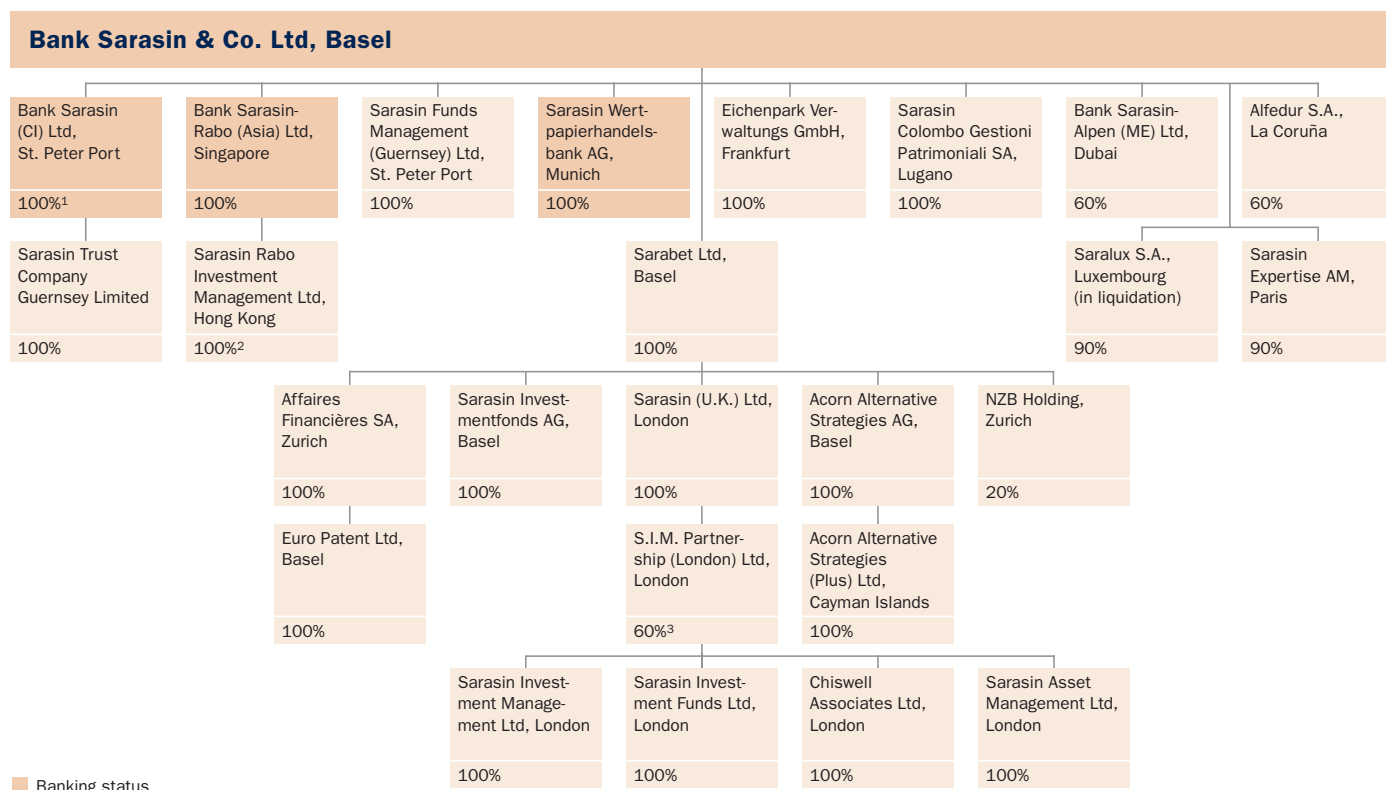 Bank Sarasin & Co. Ltd, Basel
Bank Sarasin
(CI) Ltd,
St. Peter Port
100%¹
Bank Sarasin-
Rabo (Asia) Ltd,
Singapore
100%
Sarasin Funds
Management
(Guernsey) Ltd,
St. Peter Port
100%
Sarasin Wert-
papierhandels-
bank AG,
Munich
100%
Eichenpark Ver-
waltungs GmbH,
Frankfurt
100%
Sarasin
Colombo Gestioni
Patrimoniali SA,
Lugano
100%
Bank Sarasin-
Alpen (ME) Ltd,
Dubai
60%
Alfedur S.A.,
La Coruña
60%
Sarasin Trust
Company
Guernsey Limited
100%
Sarasin Rabo
Investment
Management Ltd,
Hong Kong
100%²
Sarabet Ltd,
Basel
100%
Saralux S.A.,
Luxembourg
(in liquidation)
90%
Sarasin
Expertise AM,
Paris
90%
Affaires
Financières SA,
Zurich
100%
Sarasin Invest-
mentfonds AG,
Basel
100%
Sarasin (U.K.) Ltd,
London
100%
Acorn Alternative
Strategies AG,
Basel
100%
NZB Holding,
Zurich
20%
Euro Patent Ltd,
Basel
100%
S.I.M. Partner-
ship (London) Ltd,
London
60%³
Acorn Alternative
Strategies
(Plus) Ltd,
Cayman Islands
100%
Sarasin Invest-
ment Manage-
ment Ltd, London
100%
Sarasin Invest-
ment Funds Ltd,
London
100%
Chiswell
Associates Ltd,
London
100%
Sarasin Asset
Management Ltd,
London
100%
Banking status